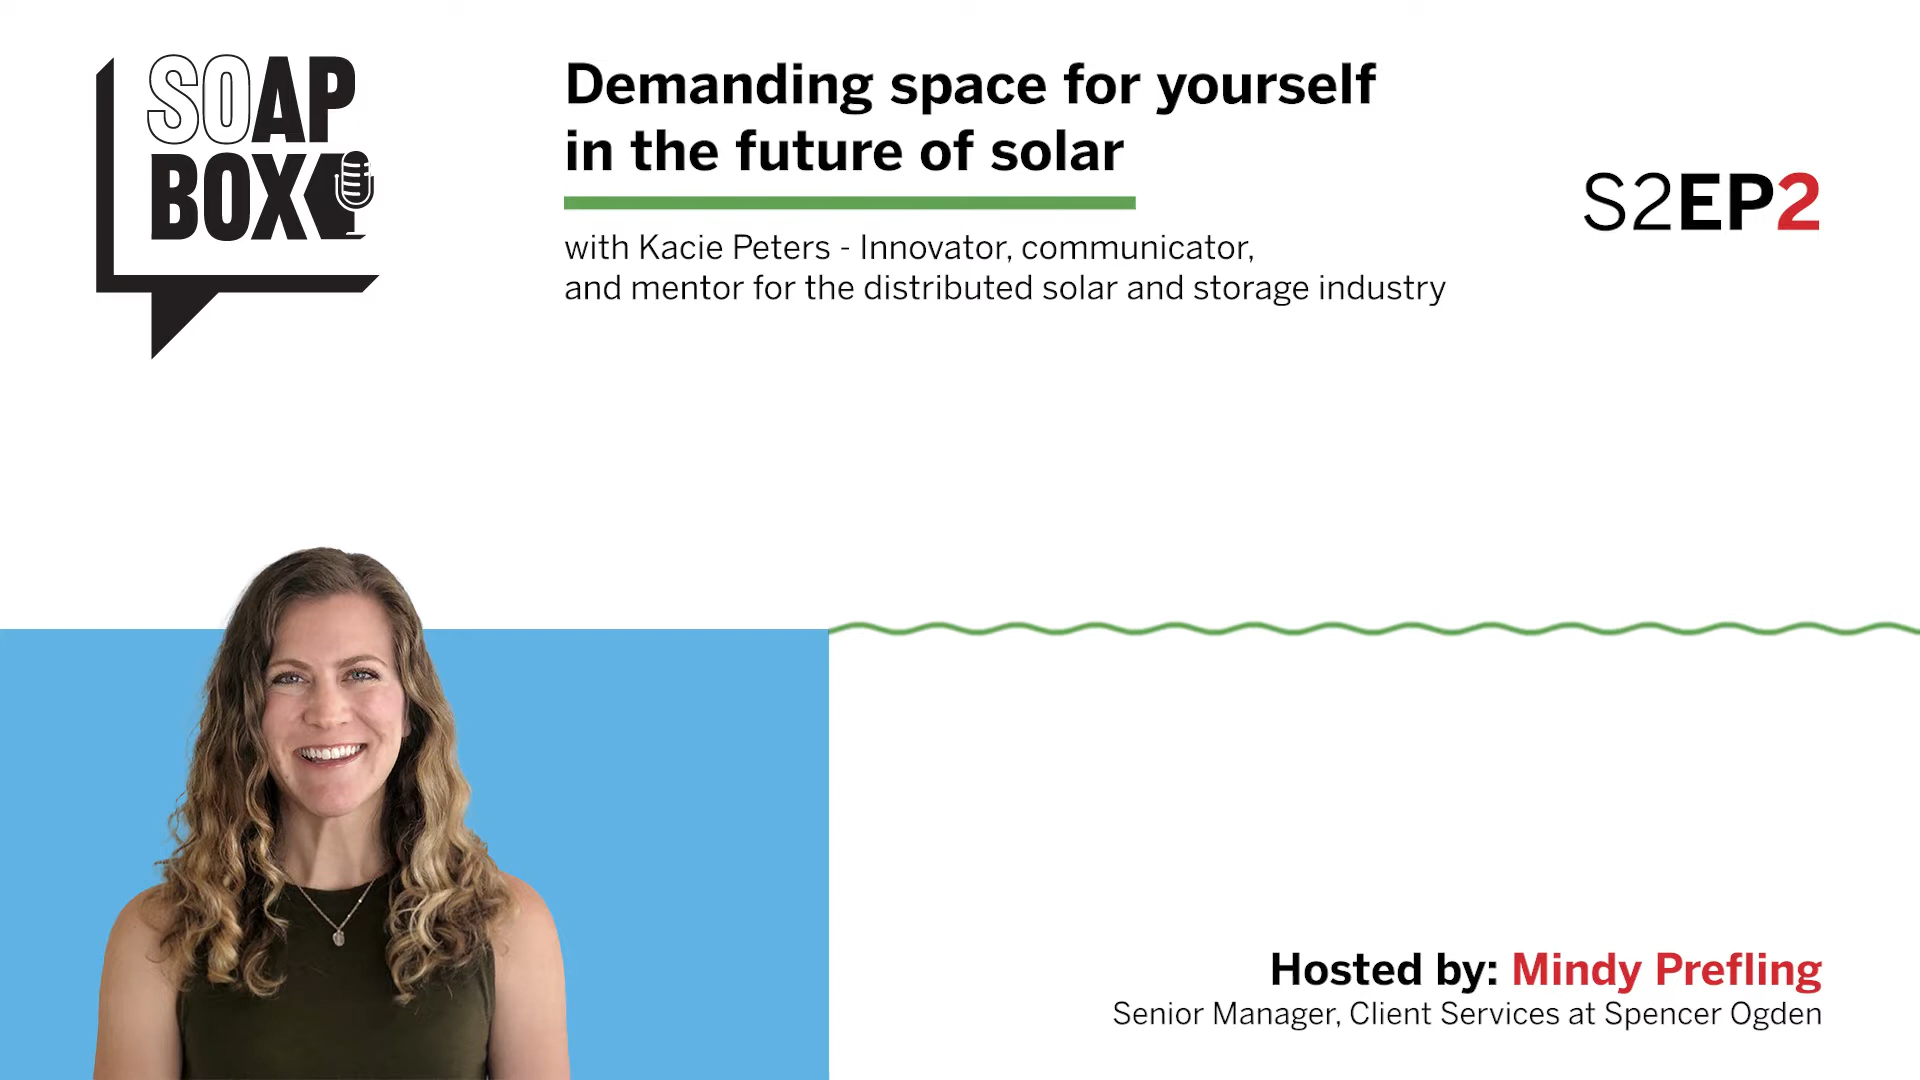 SOAP
BOX
Demanding space for yourself
in the future of solar
with Kacie Peters - Innovator, communicator,
and mentor for the distributed solar and storage industry
S2EP2
Hosted by: Mindy Prefling
Senior Manager, Client Services at Spencer Ogden